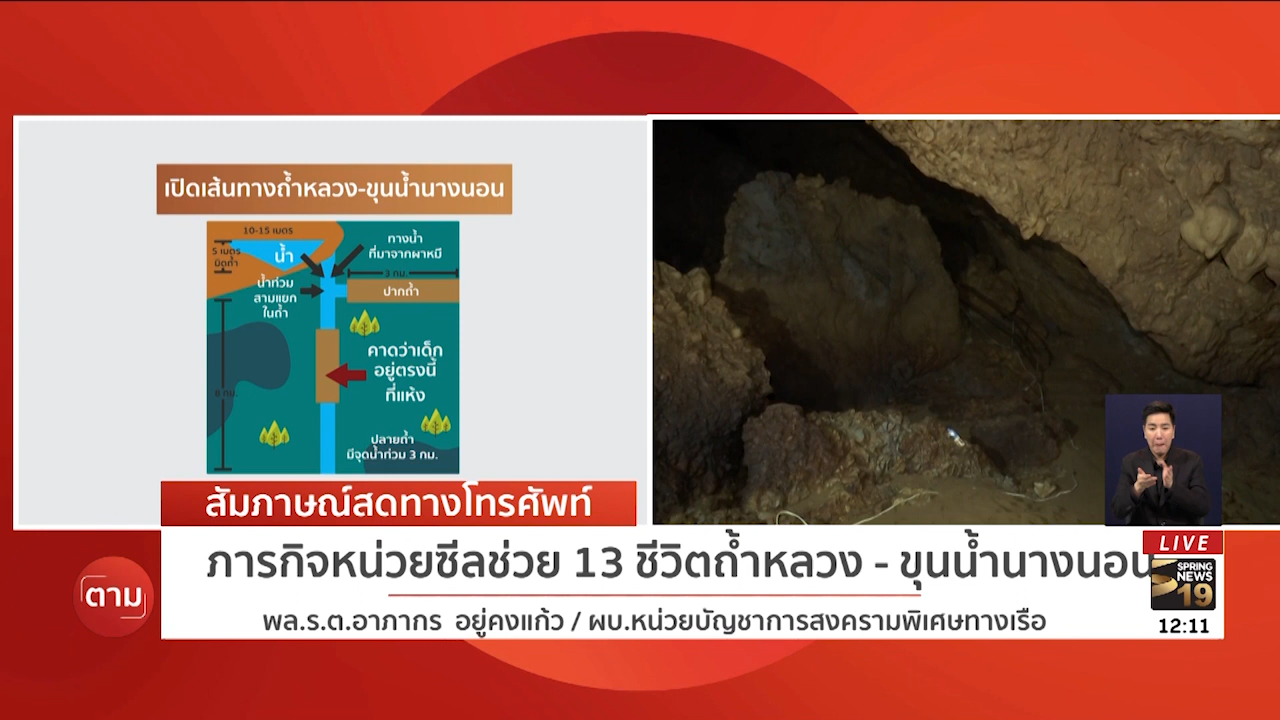 เปิดเส้นทางถ้ำหลวง-ขุนน้ำนางนอน
10-15 เมตร
5 เมตร
มิดถ้ำ
น้ำ
ทางน้ำ
ที่มาจากผาหมี
3 กม.
น้ำท่วม
สามแยก
ในถ้ำ
ปากถ้ำ
คาดว่าเด็ก
อยู่ตรงนี้
ที่แห้ง
8 กม.
ปลายถ้ำ
มีจุดน้ำท่วม 3 กม.
สัมภาษณ์สดทางโทรศัพท์
ตาม
ภารกิจหน่วยซีลช่วย 13 ชีวิตถ้ำหลวง - ขุนน้ำนางนอน
พล.ร.ต.อาภากร อยู่คงแก้ว / ผบ.หน่วยบัญชาการสงครามพิเศษทางเรือ
LIVE
SPRING
NEWS
19
12:11